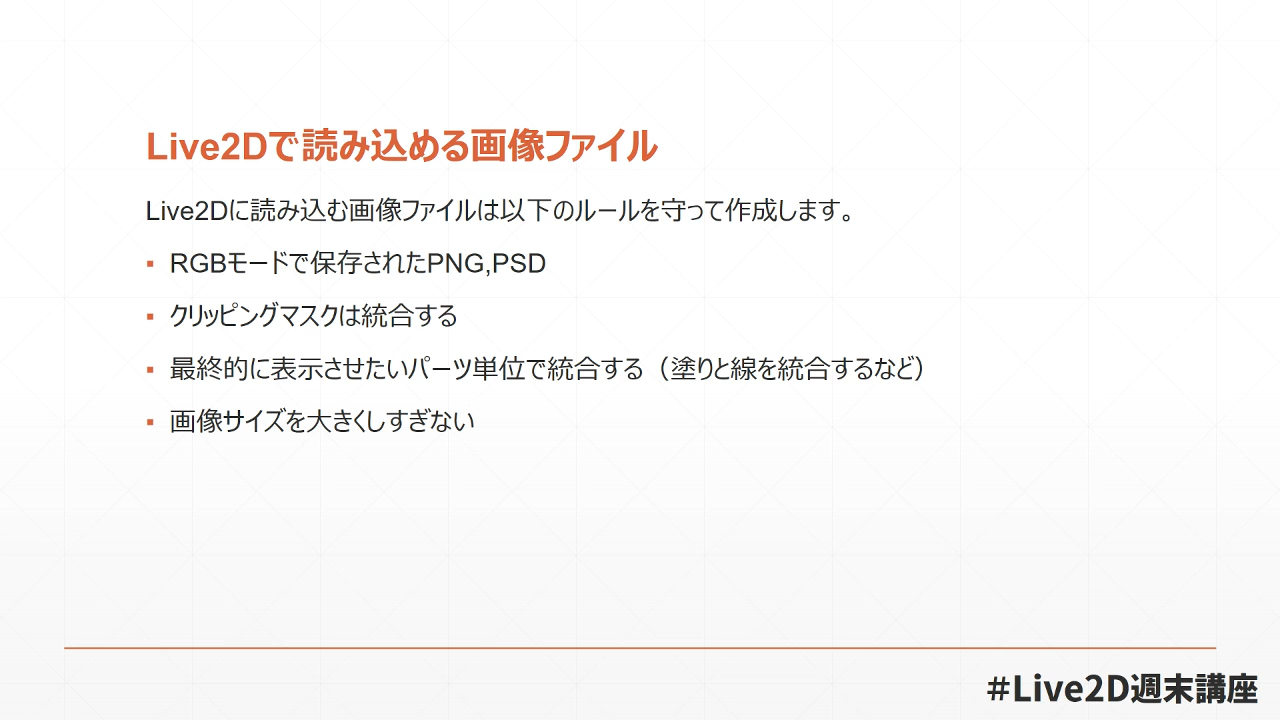 Live2Dで読み込める画像ファイル
Live2Dに読み込む画像ファイルは以下のルールを守って作成します。
▪ RGBモードで保存されたPNG,PSD
▪ クリッピングマスクは統合する
▪ 最終的に表示させたいパーツ単位で統合する（塗りと線を統合するなど）
▪ 画像サイズを大きくしすぎない
#Live2D週末講座